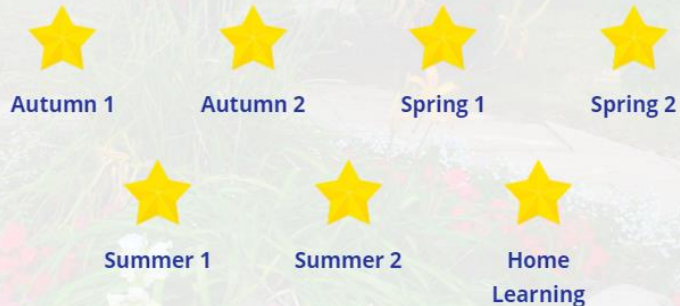 Autumn 1
Autumn 2
Spring 1
Spring 2
Summer 1
Summer 2
Home
Learning